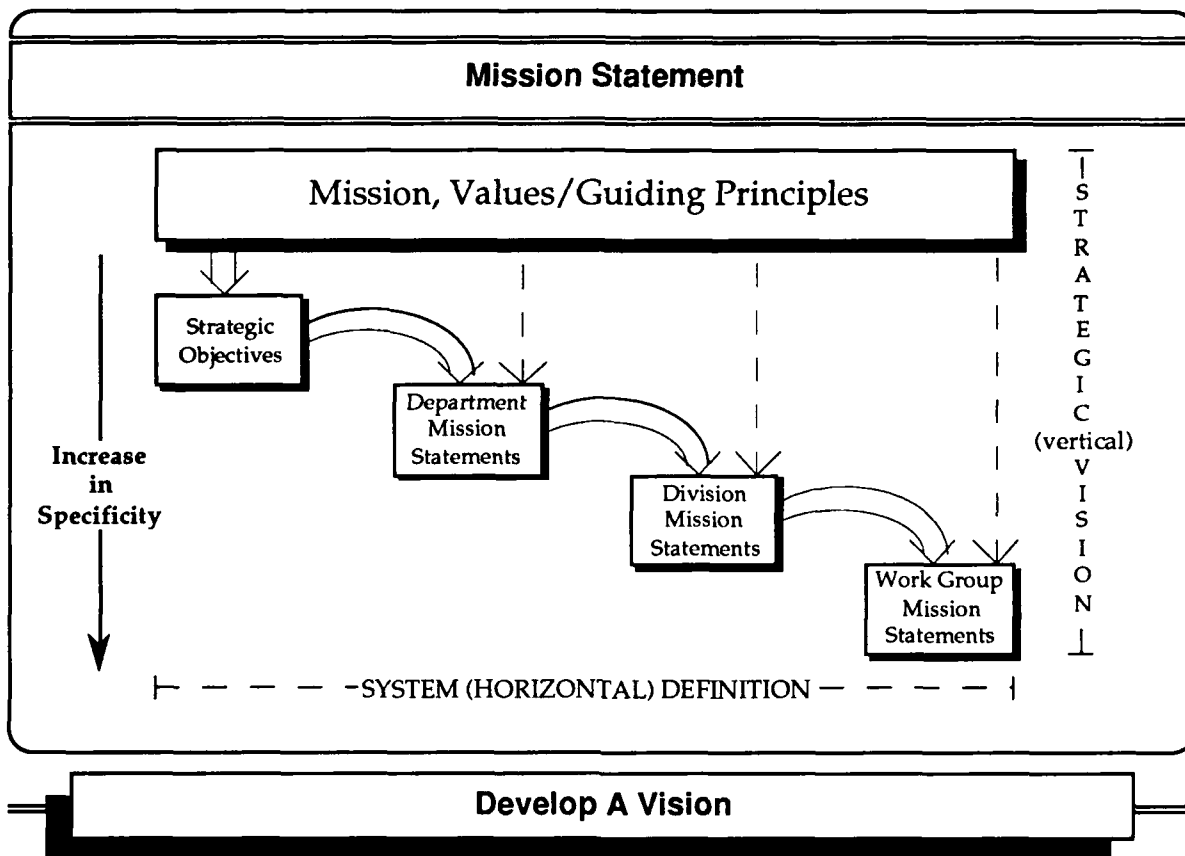 Mission Statement
Mission, Values/Guiding Principles
Strategic
Objectives
Department
Mission
Statements
Division
Mission
Statements
Work Group
Mission
Statements
Increase
in
Specificity
STRATEGIC
(vertical)
VISION
SYSTEM (HORIZONTAL) DEFINITION
Develop A Vision